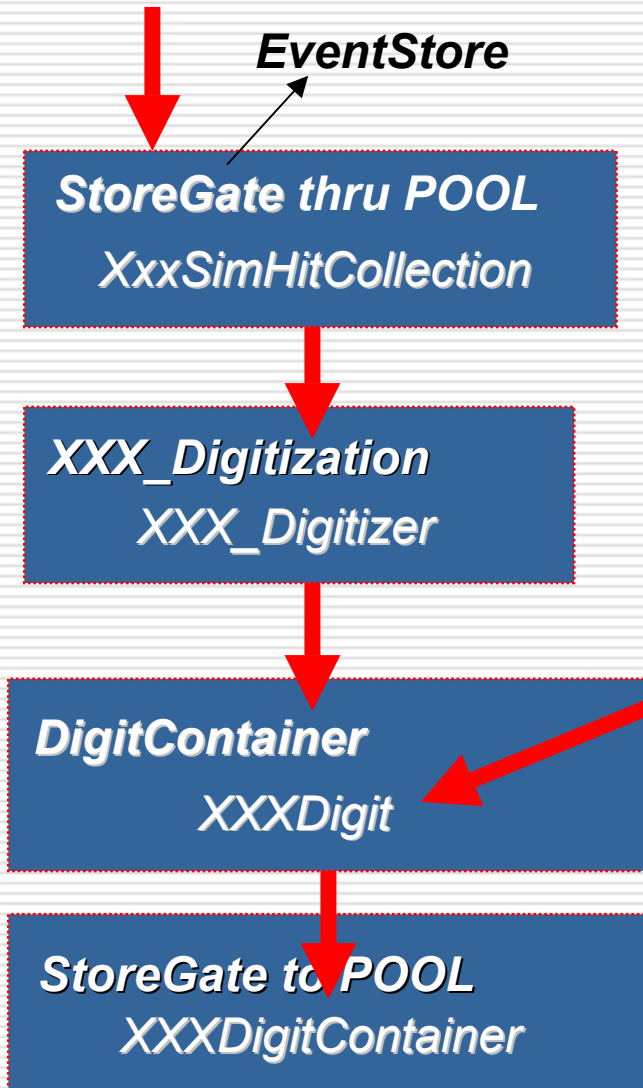 EventStore
StoreGate thru POOL
XxxSimHitCollection
XXX_Digitization
XXX_Digitizer
DigitContainer
XXXDigit
StoreGate to POOL
XXXDigitContainer